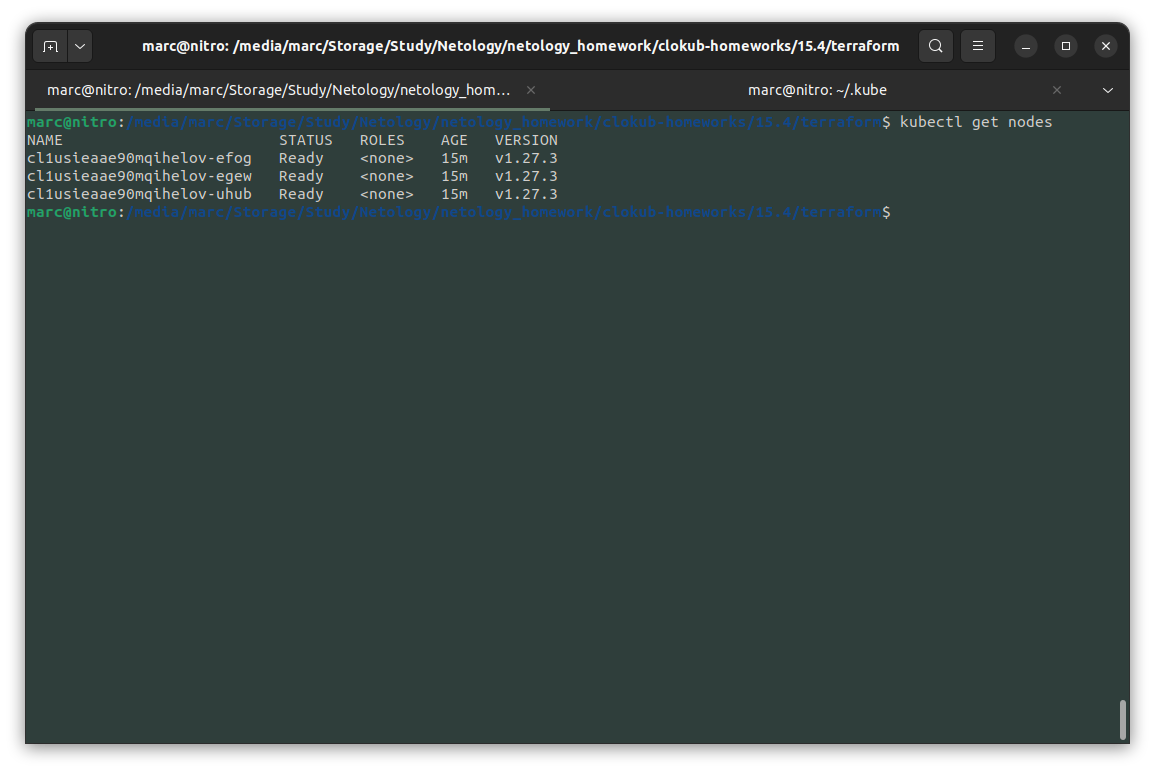 marc@nitro: /media/marc/Storage/Study/Netology/netology_homework/clokub-homeworks/15.4/terraform
marc@nitro: /media/marc/Storage/Study/Netology/netology_hom... marc@nitro: ~/.kube
marc@nitro:/media/marc/Storage/Study/Netology/netology_homework/clokub-homeworks/15.4/terraform$ kubectl get nodes
NAME                        STATUS   ROLES    AGE   VERSION
cl1usieaae90mqihelov-efog   Ready    <none>   15m   v1.27.3
cl1usieaae90mqihelov-egew   Ready    <none>   15m   v1.27.3
cl1usieaae90mqihelov-uhub   Ready    <none>   15m   v1.27.3
marc@nitro:/media/marc/Storage/Study/Netology/netology_homework/clokub-homeworks/15.4/terraform$